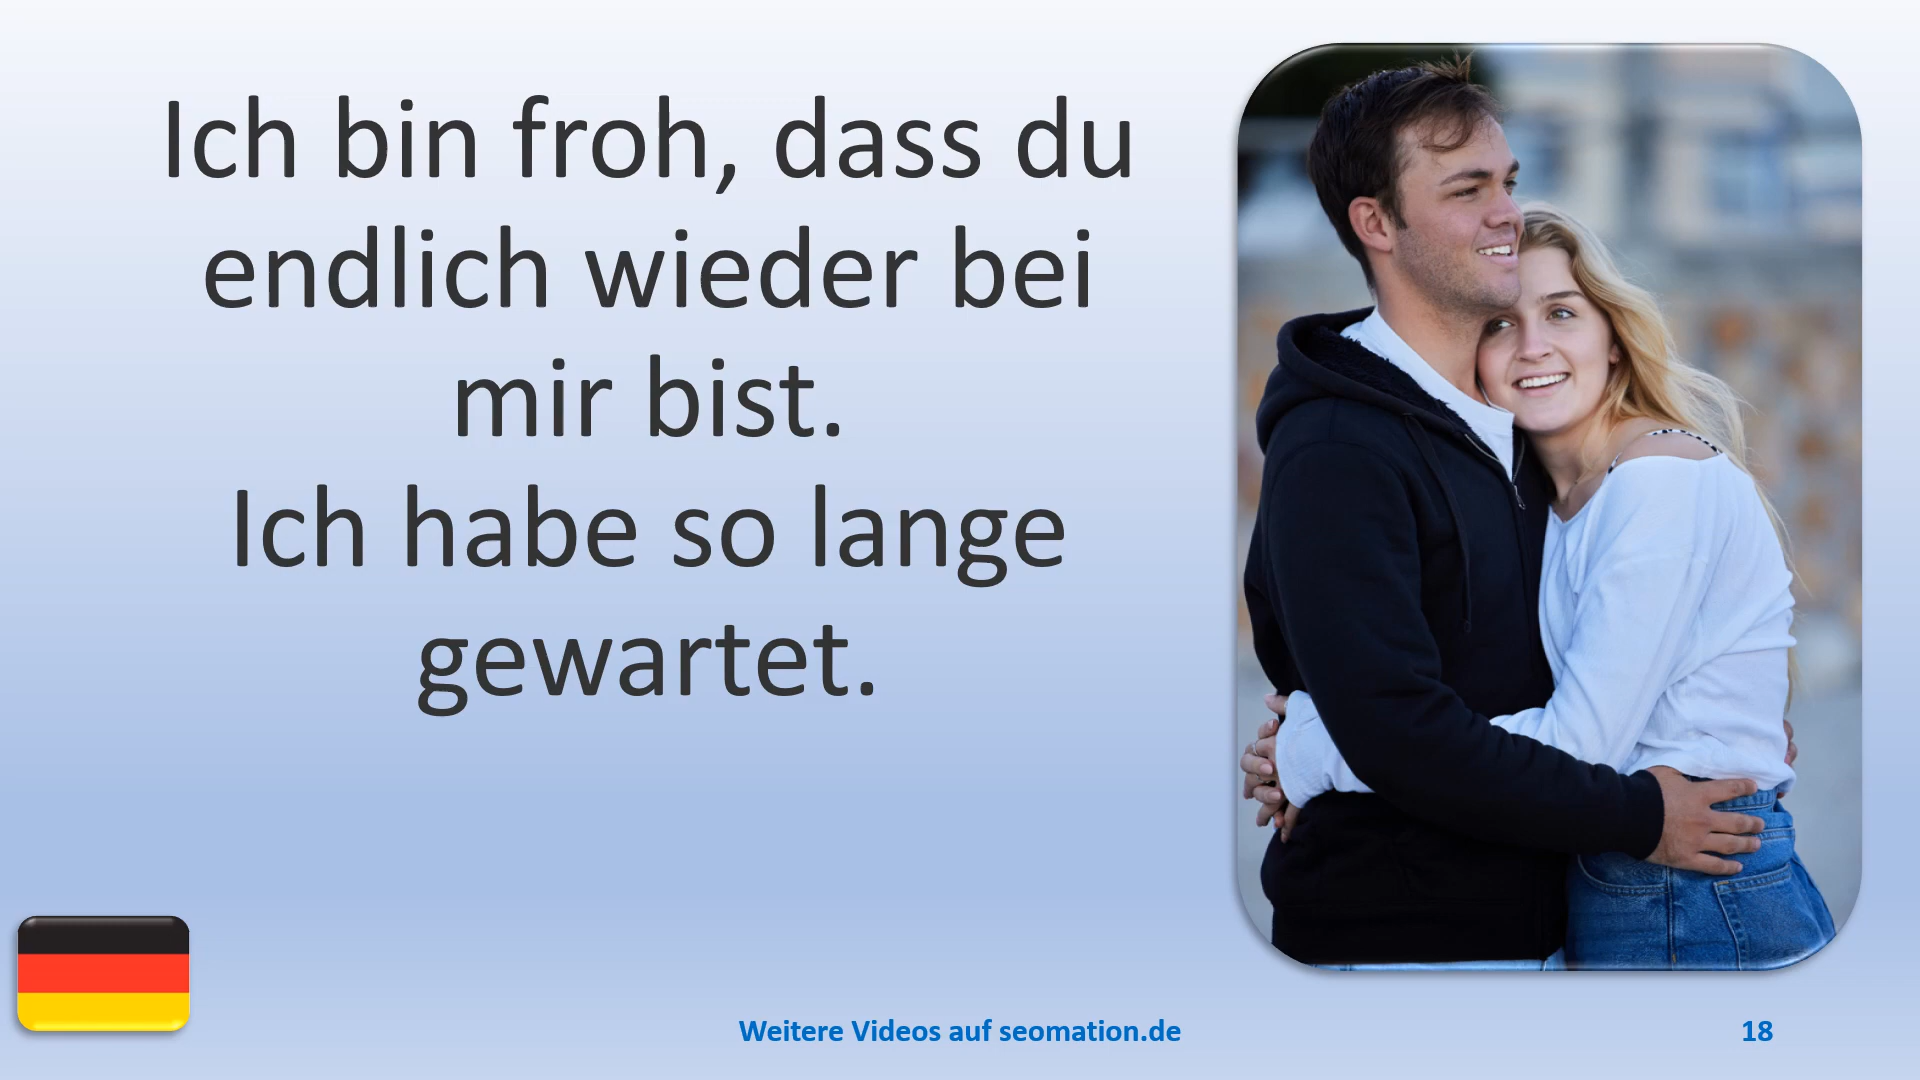 Ich bin froh, dass du
endlich wieder bei
mir bist.
Ich habe so lange
gewartet.
Weitere Videos auf seomation.de
18